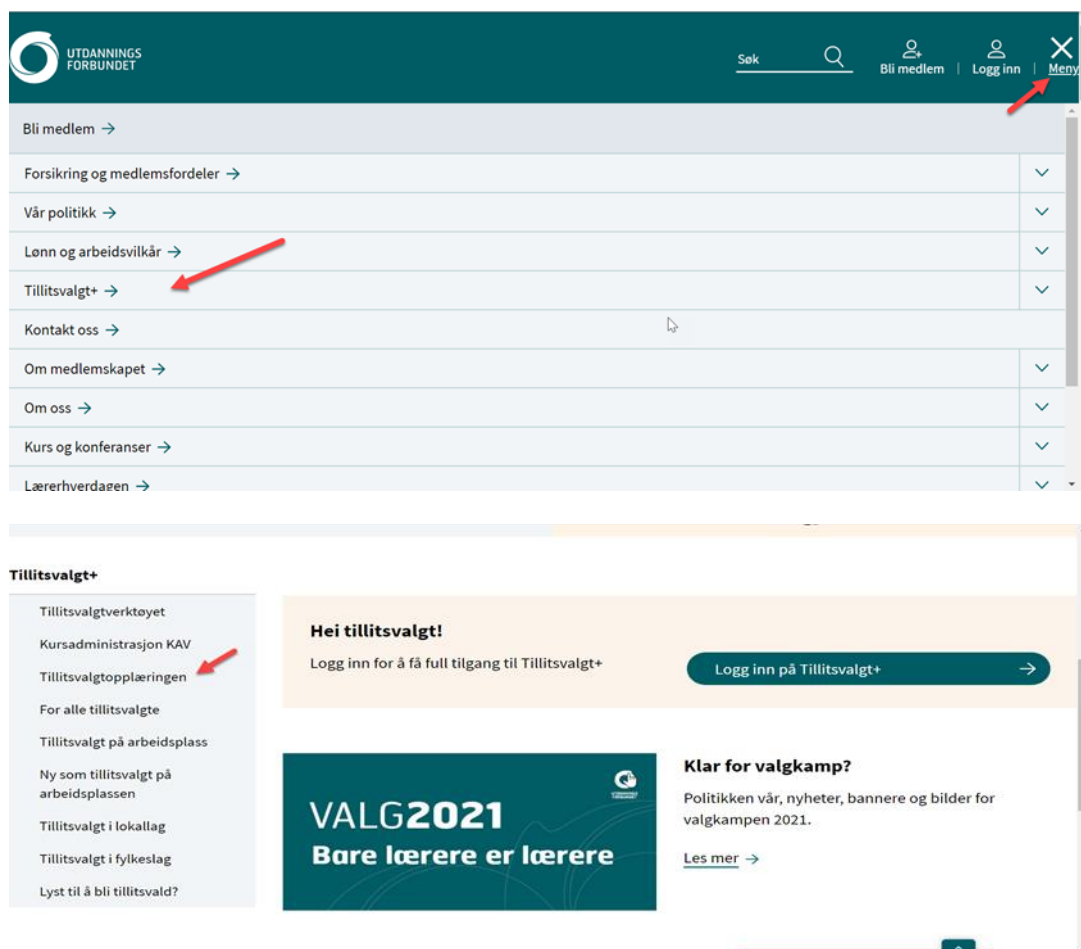 UTDANNINGS
FORBUNDET
Søk
Bli medlem
Logg inn
Meny
Bli medlem →
Forsikring og medlemsfordeler →
Vår politikk →
Lønn og arbeidsvilkår →
Tillitsvalgt+ →
Kontakt oss →
Om medlemskapet →
Om oss →
Kurs og konferanser →
Lærerhverdagen →
Tillitsvalgt+
Tillitsvalgtverktøyet
Kursadministrasjon KAV
Tillitsvalgtopplæringen
For alle tillitsvalgte
Tillitsvalgt på arbeidsplass
Ny som tillitsvalgt på
arbeidsplassen
Tillitsvalgt i lokallag
Tillitsvalgt i fylkeslag
Lyst til å bli tillitsvald?
Hei tillitsvalgt!
Logg inn for å få full tilgang til Tillitsvalgt+
Logg inn på Tillitsvalgt+ →
VALG2021
Bare lærere er lærere
Klar for valgkamp?
Politikken vår, nyheter, bannere og bilder for
valgkampen 2021.
Les mer →